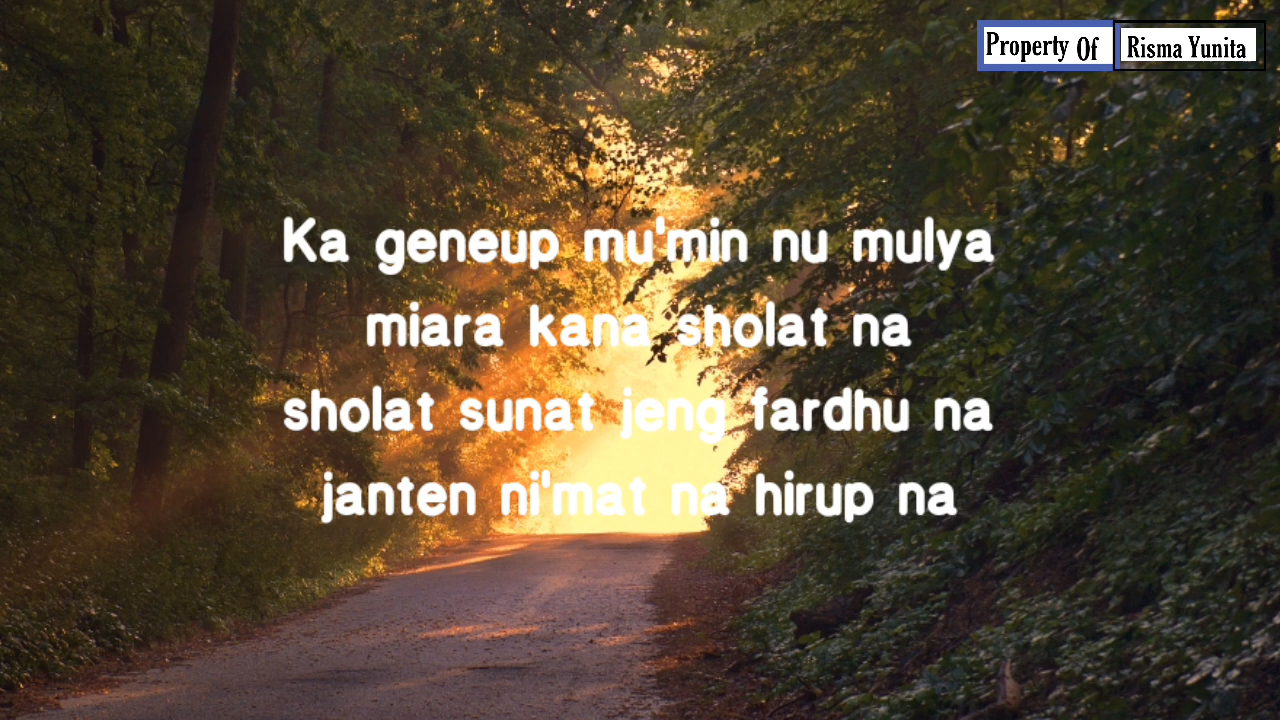 Property Of Risma Yunita
Ka geneup mu'min nu mulya
miara kana sholat na
sholat sunat jeng fardhu na
janten ni'mat na hirup na